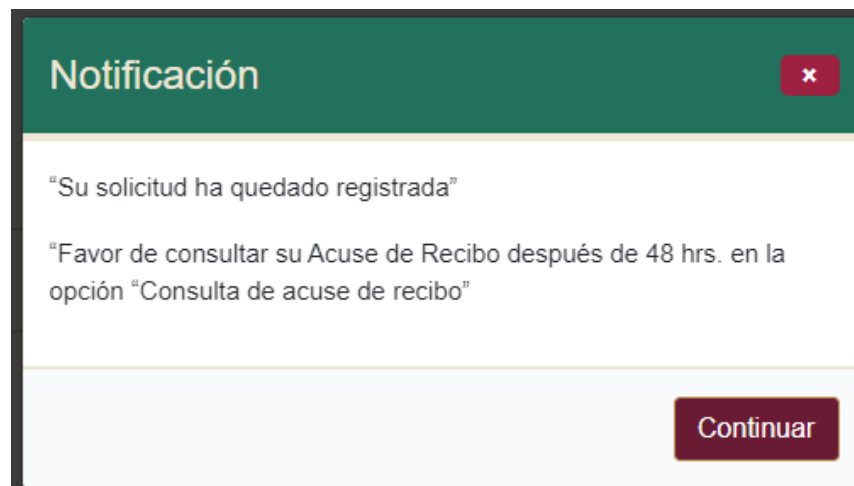 Notificación
“Su solicitud ha quedado registrada”
“Favor de consultar su Acuse de Recibo después de 48 hrs. en la
opción “Consulta de acuse de recibo”
Continuar